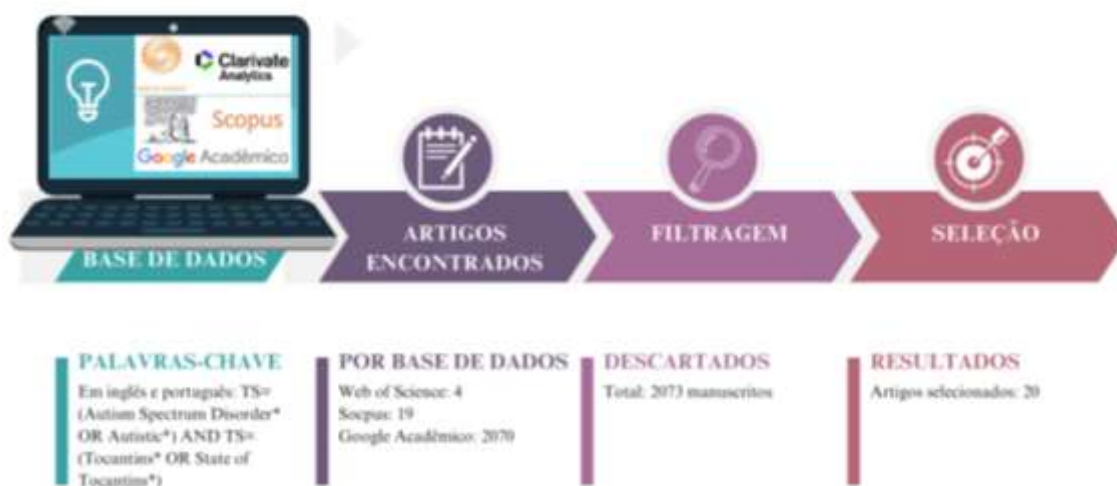 Clarivate
Analytics
Scopus
Google Acadêmico
BASE DE DADOS
ARTIGOS
ENCONTRADOS
FILTRAGEM
SELEÇÃO
PALAVRAS-CHAVE
Em inglês e português: TS=
(Autism Spectrum Disorder*
OR Autistic*) AND TS=
(Tocantins* OR State of
Tocantins*)
POR BASE DE DADOS
Web of Science: 4
Socpus: 19
Google Acadêmico: 2070
DESCARTADOS
Total: 2073 manuscritos
RESULTADOS
Artigos selecionados: 20